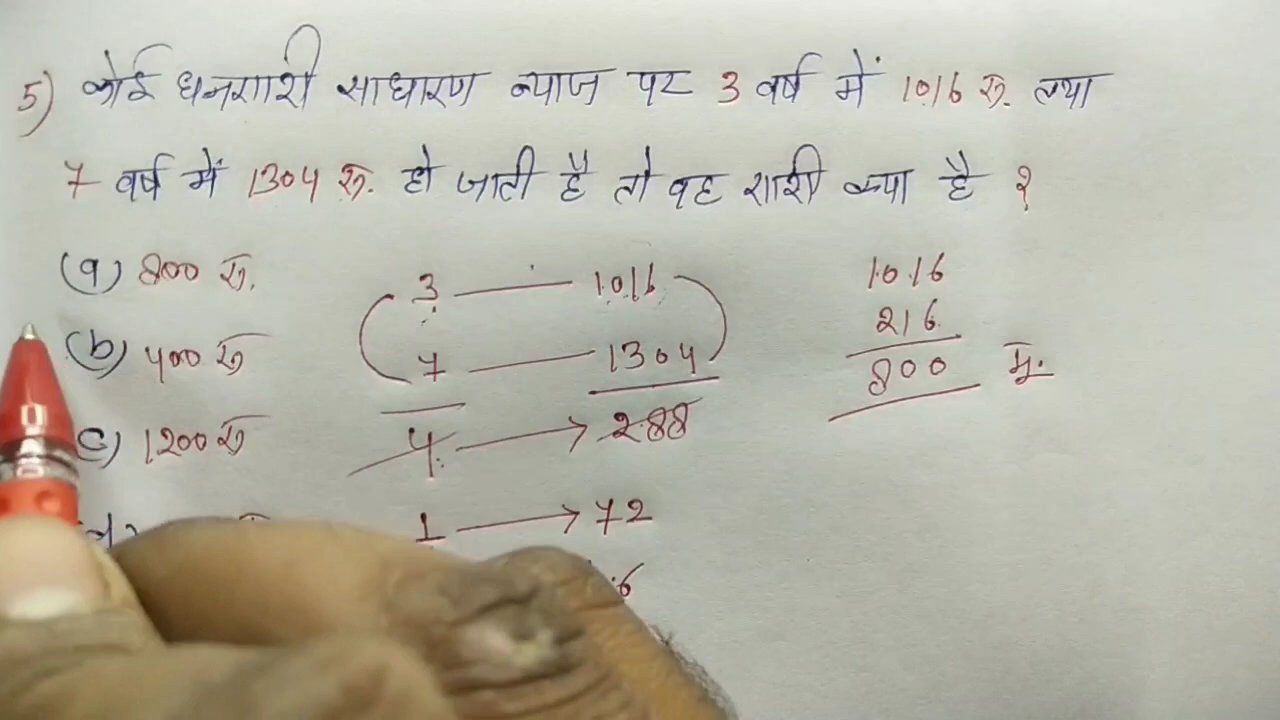 5) कोई धनराशी साधारण ब्याज पर 3 वर्ष में 1016 रु. तथा
7 वर्ष में 1304 रु. हो जाती है तो वह राशी क्या है ?
(a) 800 रु.
(b) 400 रु
(c) 1200 रु
3 — 1016
7 — 1304
4 → 288
1 → 72
6
1016
216
800 मू.